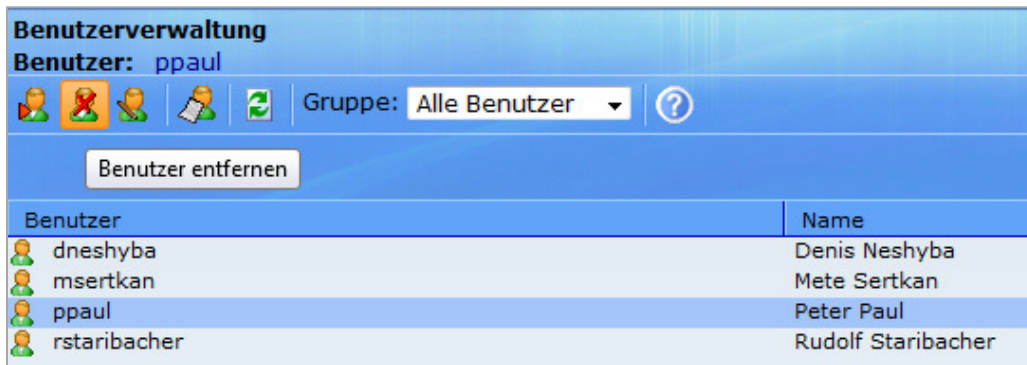 Benutzerverwaltung
Benutzer: ppaul
Gruppe: Alle Benutzer ?
Benutzer entfernen
Benutzer Name
dneshyba Denis Neshyba
msertkan Mete Sertkan
ppaul Peter Paul
rstaribacher Rudolf Staribacher